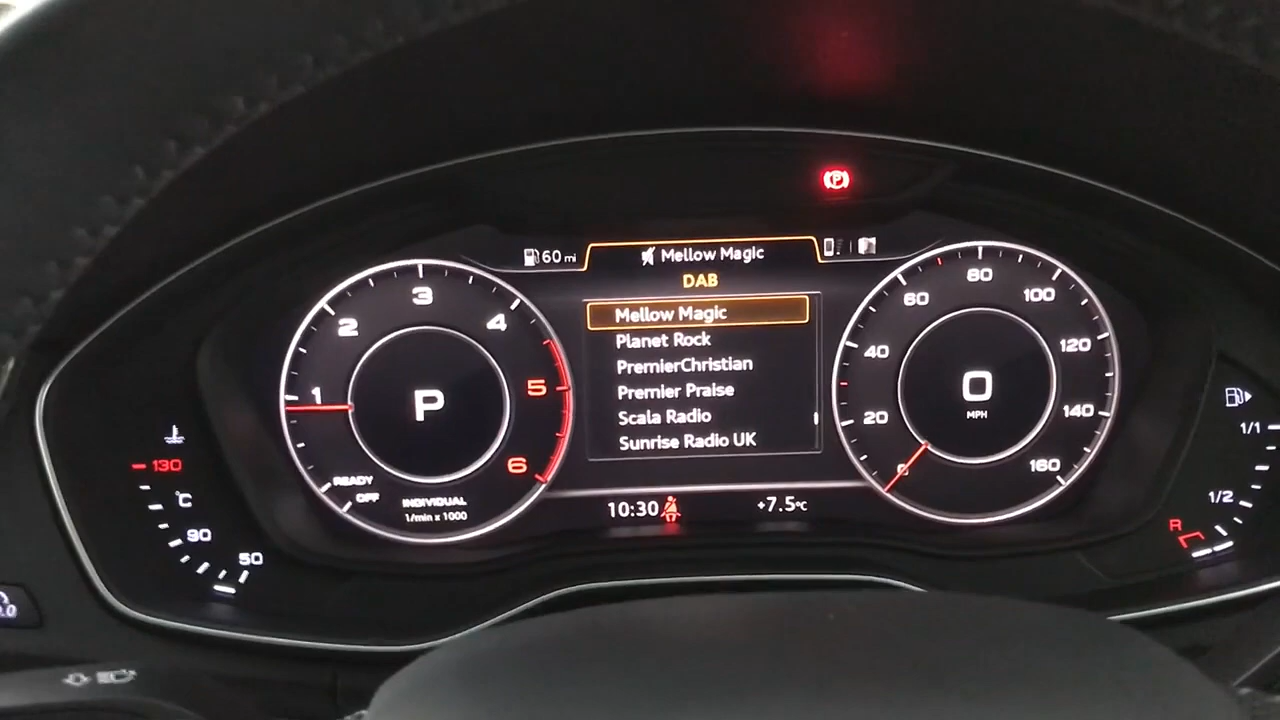 60 mi
Mellow Magic
DAB
Mellow Magic
Planet Rock
PremierChristian
Premier Praise
Scala Radio
Sunrise Radio UK
10:30
+7.5°C
1
2
3
4
5
6
P
READY
OFF
INDIVIDUAL
1/min x 1000
0
20
40
60
80
100
120
140
160
0
MPH
130
°C
90
50
1/1
1/2
R
P